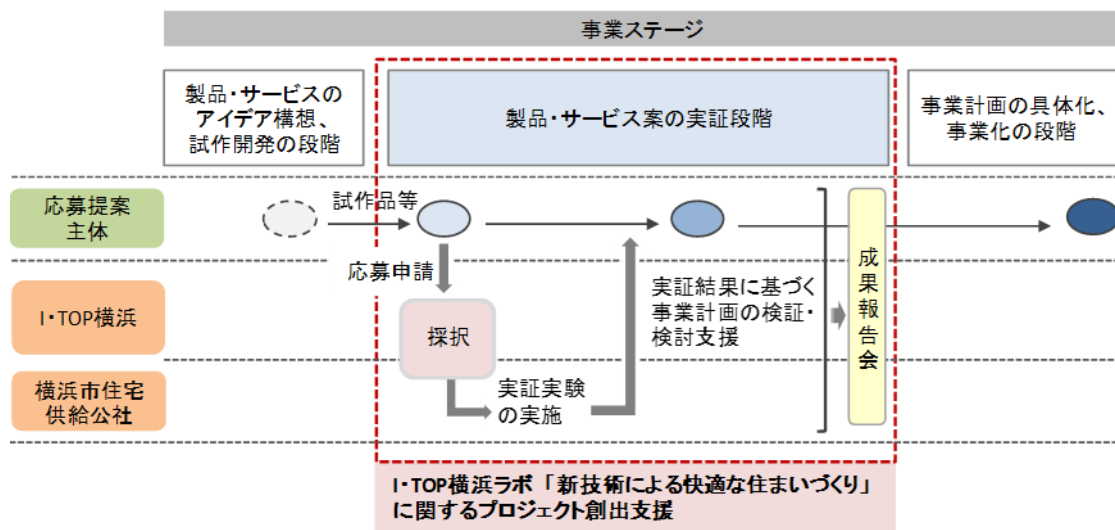 事業ステージ
製品・サービスの
アイデア構想、
試作開発の段階
製品・サービス案の実証段階
事業計画の具体化、
事業化の段階
応募提案
主体
試作品等
応募申請
I・TOP横浜
採択
実証結果に基づく
事業計画の検証・
検討支援
成果報告会
横浜市住宅
供給公社
実証実験
の実施
I・TOP横浜ラボ「新技術による快適な住まいづくり」
に関するプロジェクト創出支援